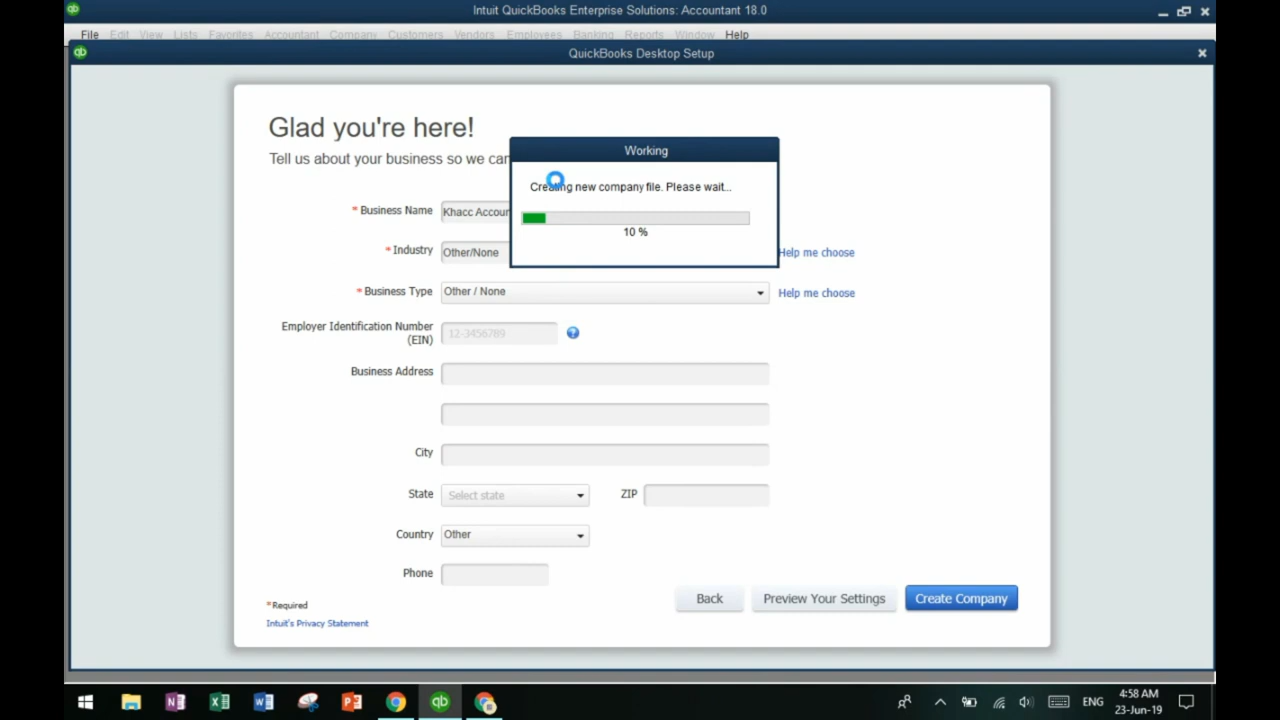 Intuit QuickBooks Enterprise Solutions: Accountant 18.0
File Edit View Lists Favorites Accountant Company Customers Vendors Employees Banking Reports Window Help
QuickBooks Desktop Setup
Glad you're here!
Tell us about your business so we can
Working
Creating new company file. Please wait...
10 %
* Business Name Khacc Accoun
* Industry Other/None Help me choose
* Business Type Other / None Help me choose
Employer Identification Number
(EIN) 12-3456789 ?
Business Address
City
State Select state ZIP
Country Other
Phone
Back Preview Your Settings Create Company
*Required
Intuit's Privacy Statement
ENG 4:58 AM
23-Jun-19